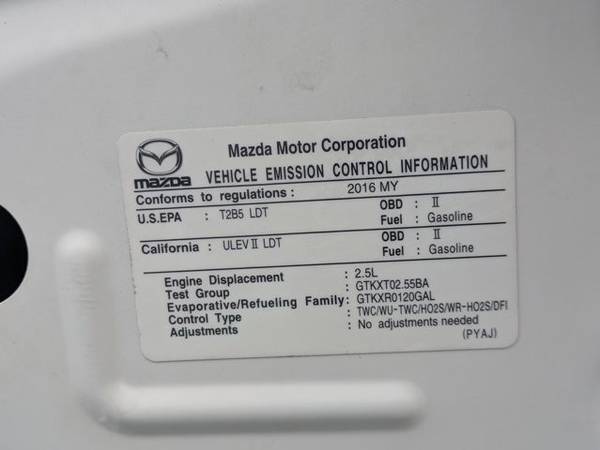 mazda
Mazda Motor Corporation
VEHICLE EMISSION CONTROL INFORMATION
Conforms to regulations : 2016 MY
U.S.EPA : T2B5 LDT OBD : II
Fuel : Gasoline
California : ULEV II LDT OBD : II
Fuel : Gasoline
Engine Displacement : 2.5L
Test Group : GTKXT02.55BA
Evaporative/Refueling Family: GTKXR0120GAL
Control Type : TWC/WU-TWC/HO2S/WR-HO2S/DFI
Adjustments : No adjustments needed
(PYAJ)